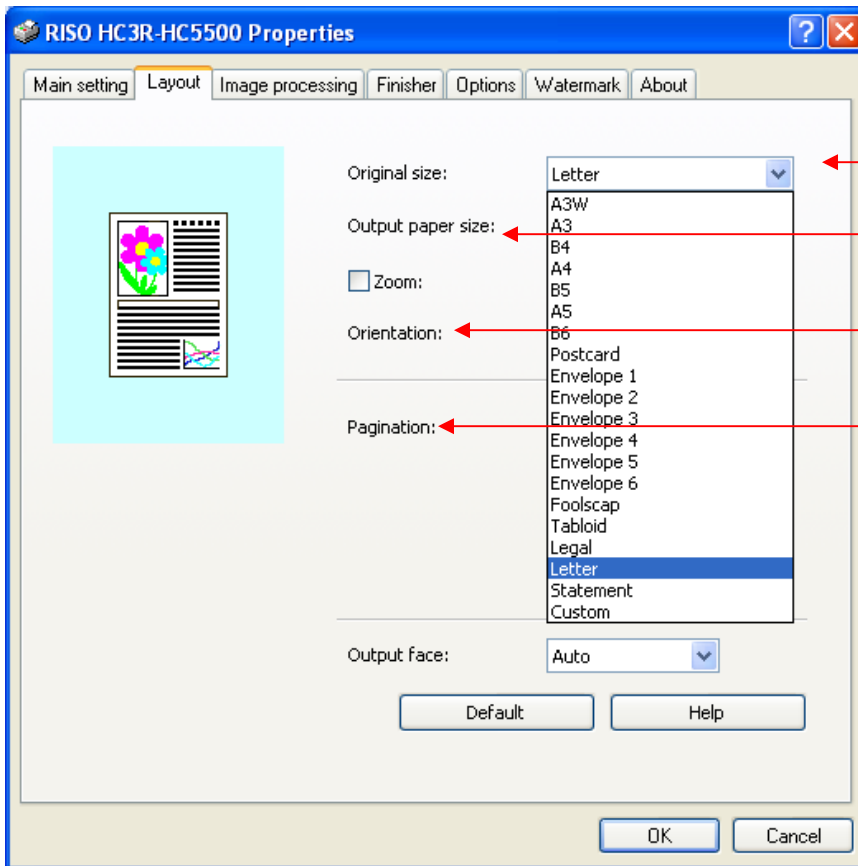 RISO HC3R-HC5500 Properties
Main setting Layout Image processing Finisher Options Watermark About
Original size: Letter
A3W
Output paper size: A3
B4
Zoom: A4
B5
A5
Orientation: B6
Postcard
Envelope 1
Envelope 2
Pagination: Envelope 3
Envelope 4
Envelope 5
Envelope 6
Foolscap
Tabloid
Legal
Letter
Statement
Custom
Output face: Auto
Default Help
OK Cancel